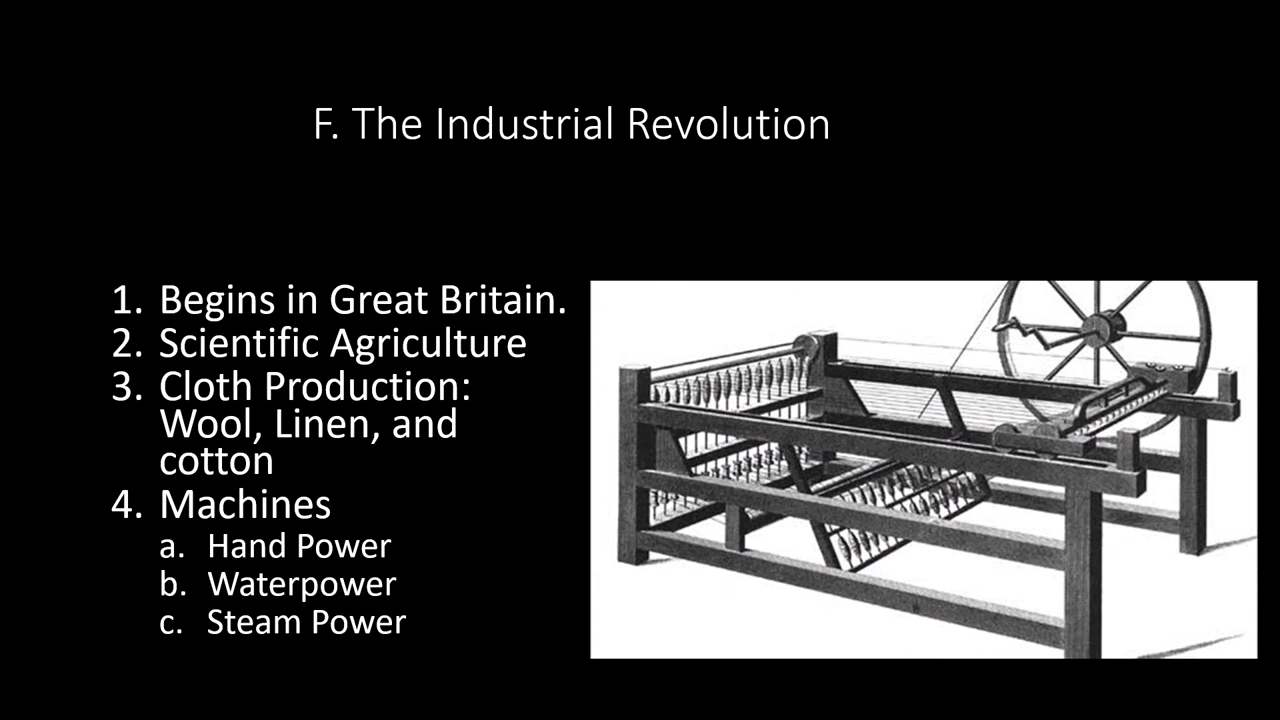 F. The Industrial Revolution
1. Begins in Great Britain.
2. Scientific Agriculture
3. Cloth Production:
Wool, Linen, and
cotton
4. Machines
a. Hand Power
b. Waterpower
c. Steam Power